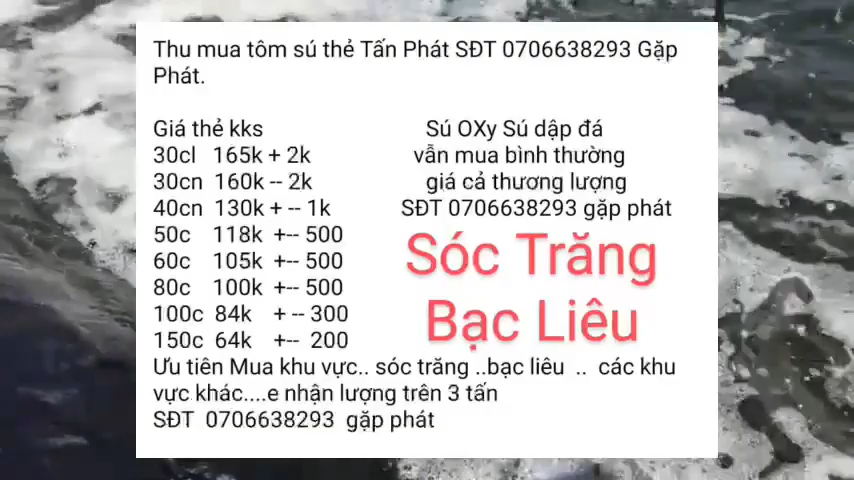 Thu mua tôm sú thẻ Tấn Phát SĐT 0706638293 Gặp
Phát.
Giá thẻ kks
Sú OXy Sú dập đá
30cl 165k + 2k
vẫn mua bình thường
30cn 160k -- 2k
giá cả thương lượng
40cn 130k + -- 1k
SĐT 0706638293 gặp phát
50c 118k +-- 500
60c 105k +-- 500
80c 100k +-- 500
100c 84k + -- 300
150c 64k +-- 200
Sóc Trăng
Bạc Liêu
Ưu tiên Mua khu vực.. sóc trăng ..bạc liêu .. các khu
vực khác....e nhận lượng trên 3 tấn
SĐT 0706638293 gặp phát